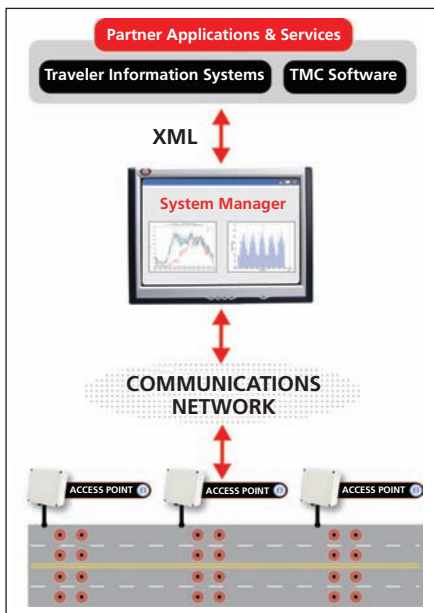 Partner Applications & Services
Traveler Information Systems
TMC Software
XML
System Manager
COMMUNICATIONS
NETWORK
ACCESS POINT
ACCESS POINT
ACCESS POINT